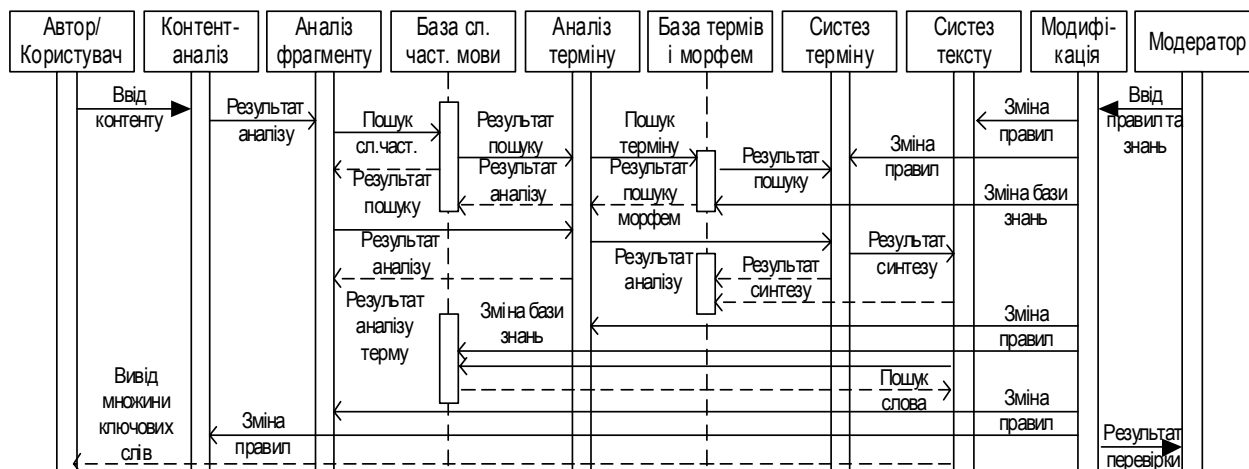 Автор/
Користувач
Контент-
аналіз
Аналіз
фрагменту
База сл.
част. мови
Аналіз
терміну
База термів
і морфем
Систез
терміну
Систез
тексту
Модифі-
кація
Модератор
Ввід
контенту
Результат
аналізу
Пошук
сл.част.
Результат
пошуку
Пошук
терміну
Зміна
правил
Ввід
правил та
знань
Результат
пошуку
Результат
аналізу
Результат
пошуку
морфем
Результат
пошуку
Зміна
правил
Зміна бази
знань
Результат
аналізу
Результат
аналізу
Результат
синтезу
Результат
синтезу
Результат
аналізу
терму
Зміна бази
знань
Зміна
правил
Вивід
множини
ключових
слів
Пошук
слова
Зміна
правил
Зміна
правил
Результат
перевірки